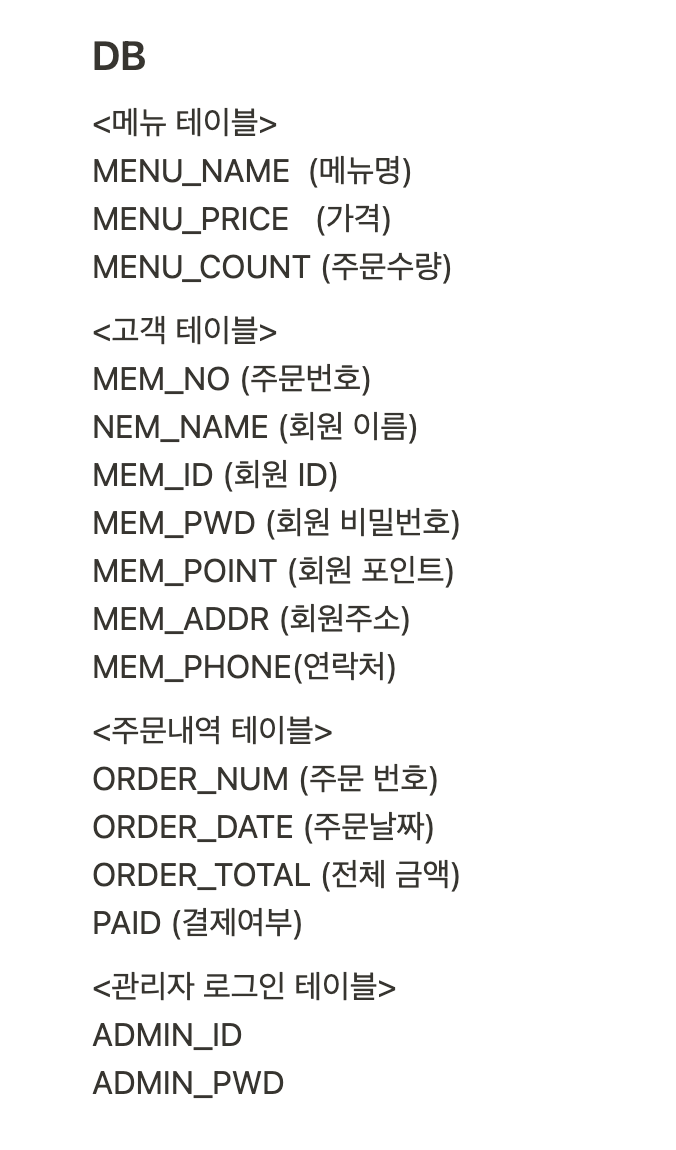 DB
<메뉴 테이블>
MENU_NAME (메뉴명)
MENU_PRICE (가격)
MENU_COUNT (주문수량)
<고객 테이블>
MEM_NO (주문번호)
NEM_NAME (회원 이름)
MEM_ID (회원 ID)
MEM_PWD (회원 비밀번호)
MEM_POINT (회원 포인트)
MEM_ADDR (회원주소)
MEM_PHONE(연락처)
<주문내역 테이블>
ORDER_NUM (주문 번호)
ORDER_DATE (주문날짜)
ORDER_TOTAL (전체 금액)
PAID (결제여부)
<관리자 로그인 테이블>
ADMIN_ID
ADMIN_PWD